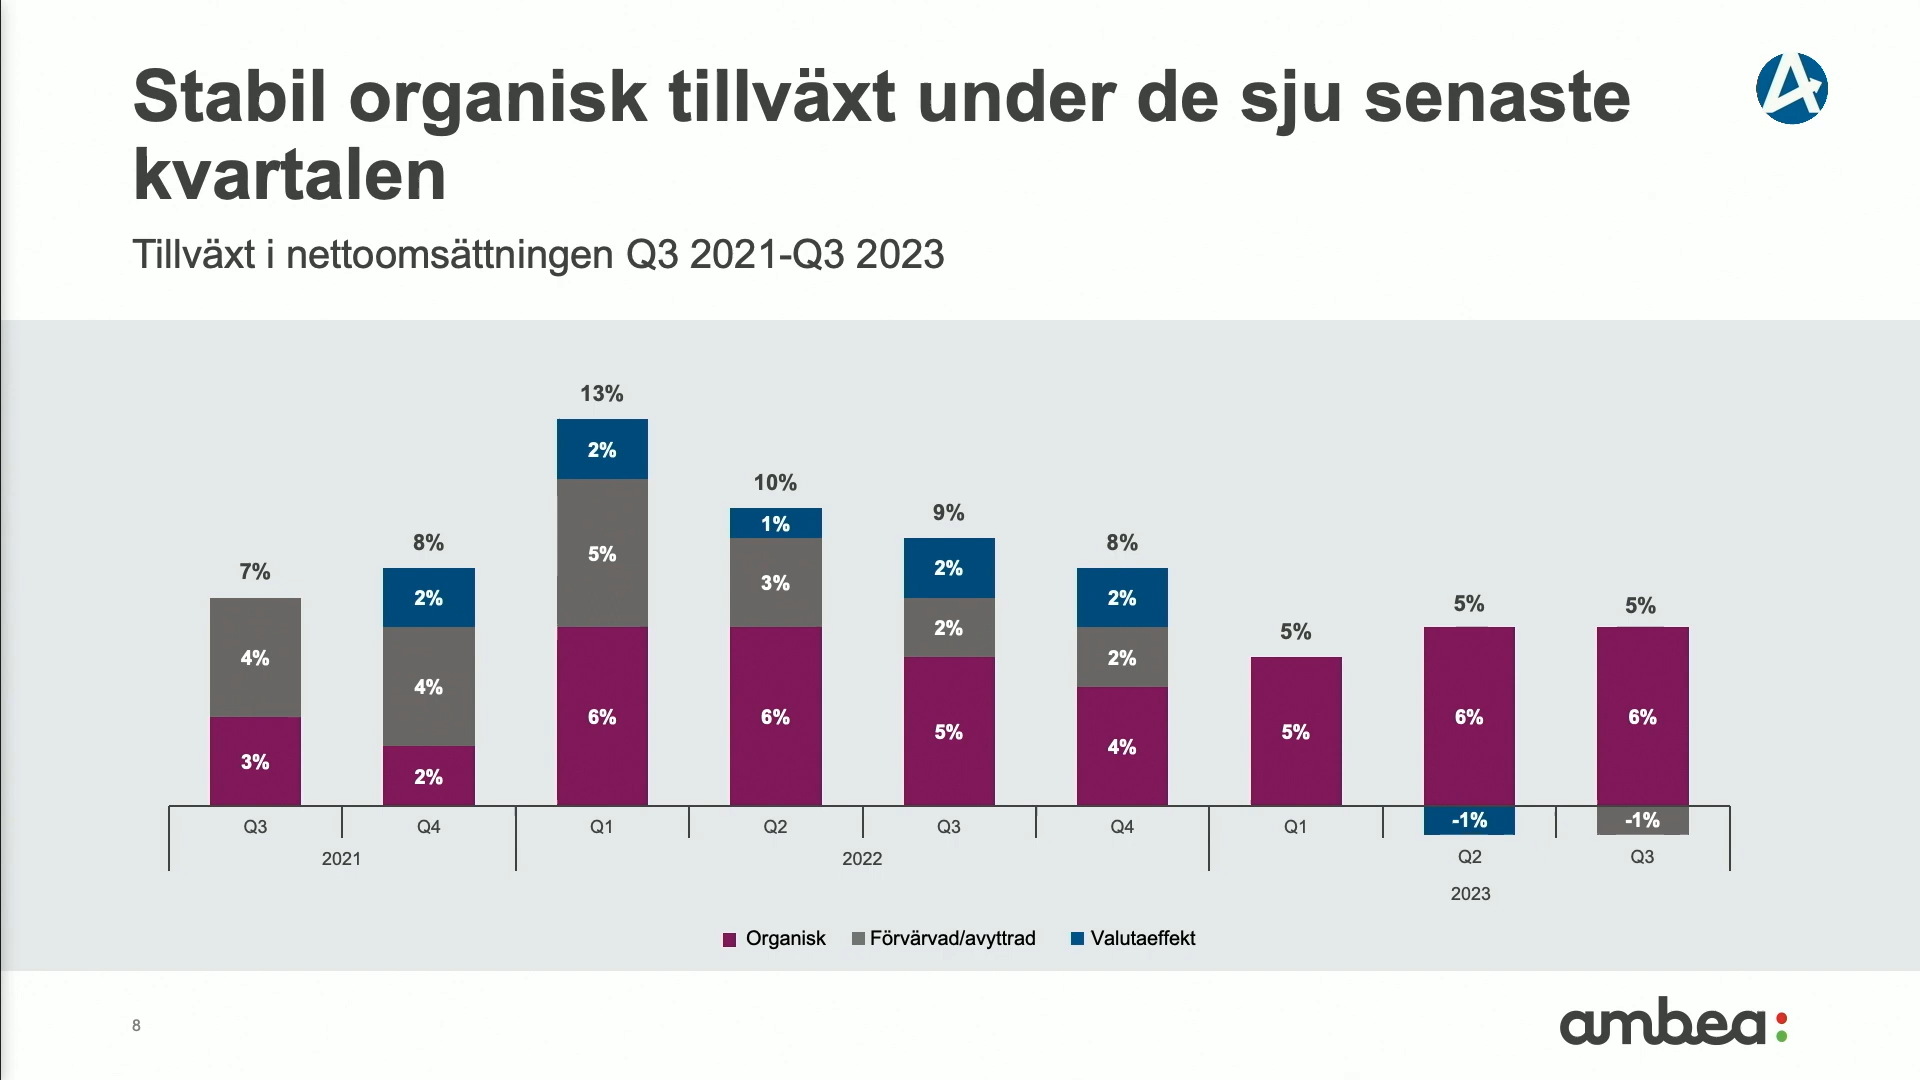 Stabil organisk tillväxt under de sju senaste
kvartalen
Tillväxt i nettoomsättningen Q3 2021-Q3 2023
13%
2%
10%
5%
1%
9%
8%
3%
2%
8%
7%
2%
2%
2%
5%
5%
5%
4%
4%
2%
6%
6%
5%
4%
5%
6%
6%
3%
2%
-1%
-1%
Q3
Q4
Q1
Q2
Q3
Q4
Q1
Q2
Q3
2021
2022
2023
Organisk
Förvärvad/avyttrad
Valutaeffekt
8
ambea: